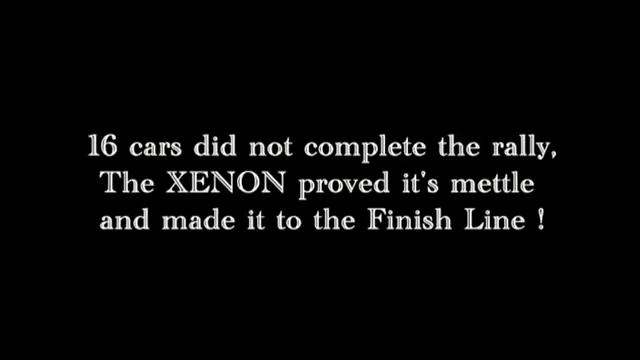 16 cars did not complete the rally,
The XENON proved it's mettle
and made it to the Finish Line !